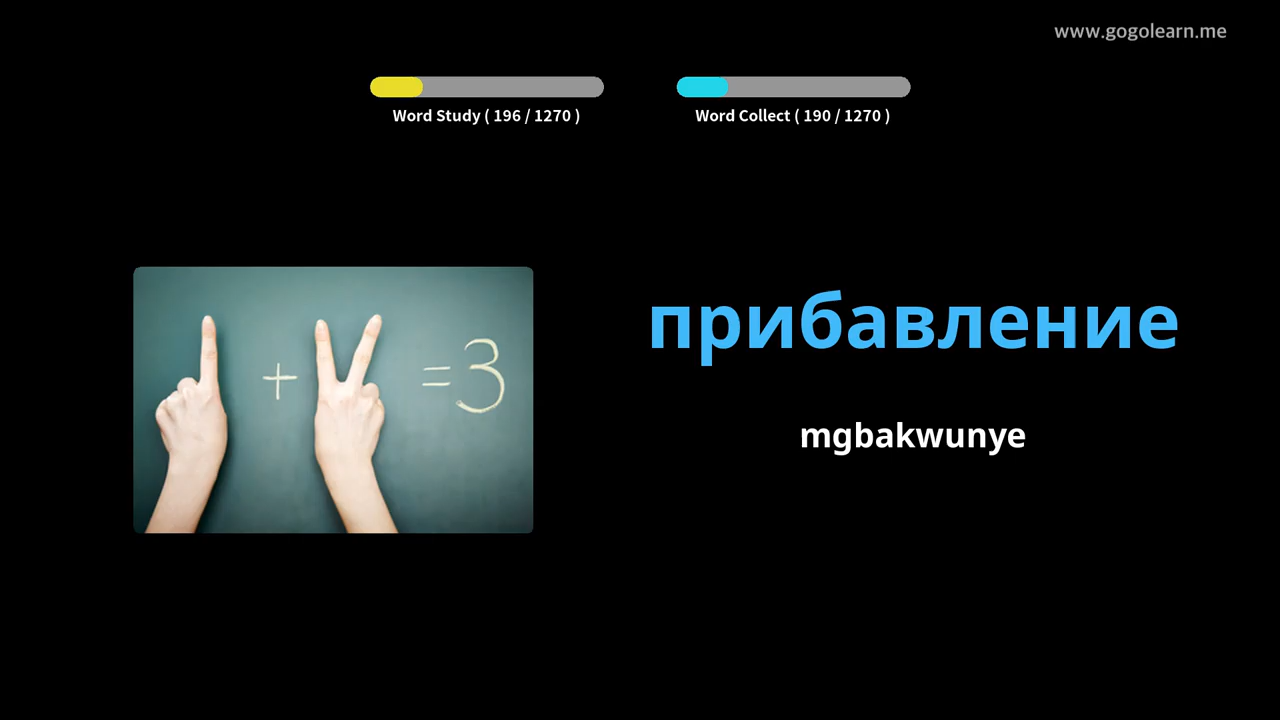 www.gogolearn.me
Word Study ( 196 / 1270 )
Word Collect ( 190 / 1270 )
+ = 3
прибавление
mgbakwunye